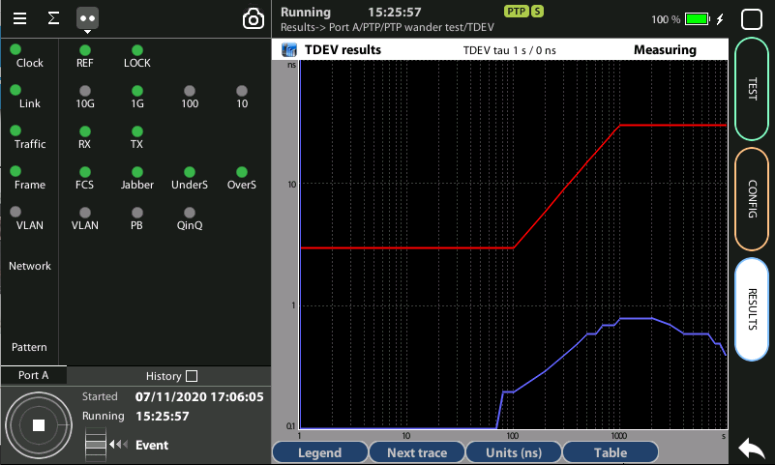 Running 15:25:57 PTP S 100 %
Results-> Port A/PTP/PTP wander test/TDEV
TDEV results TDEV tau 1 s / 0 ns Measuring
Clock REF LOCK
Link 10G 1G 100 10
Traffic RX TX
Frame FCS Jabber UnderS OverS
VLAN VLAN PB QinQ
Network
Pattern
Port A History
Started 07/11/2020 17:06:05
Running 15:25:57
Event
ns
10
1
0.1
1 10 100 1000 s
Legend Next trace Units (ns) Table
TEST
CONFIG
RESULTS